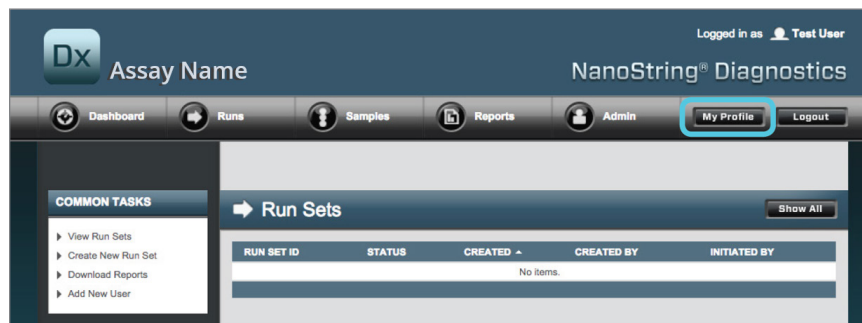 Logged in as Test User
Dx Assay Name
NanoString® Diagnostics
Dashboard Runs Samples Reports Admin My Profile Logout
COMMON TASKS
View Run Sets
Create New Run Set
Download Reports
Add New User
Run Sets Show All
RUN SET ID STATUS CREATED CREATED BY INITIATED BY
No items.